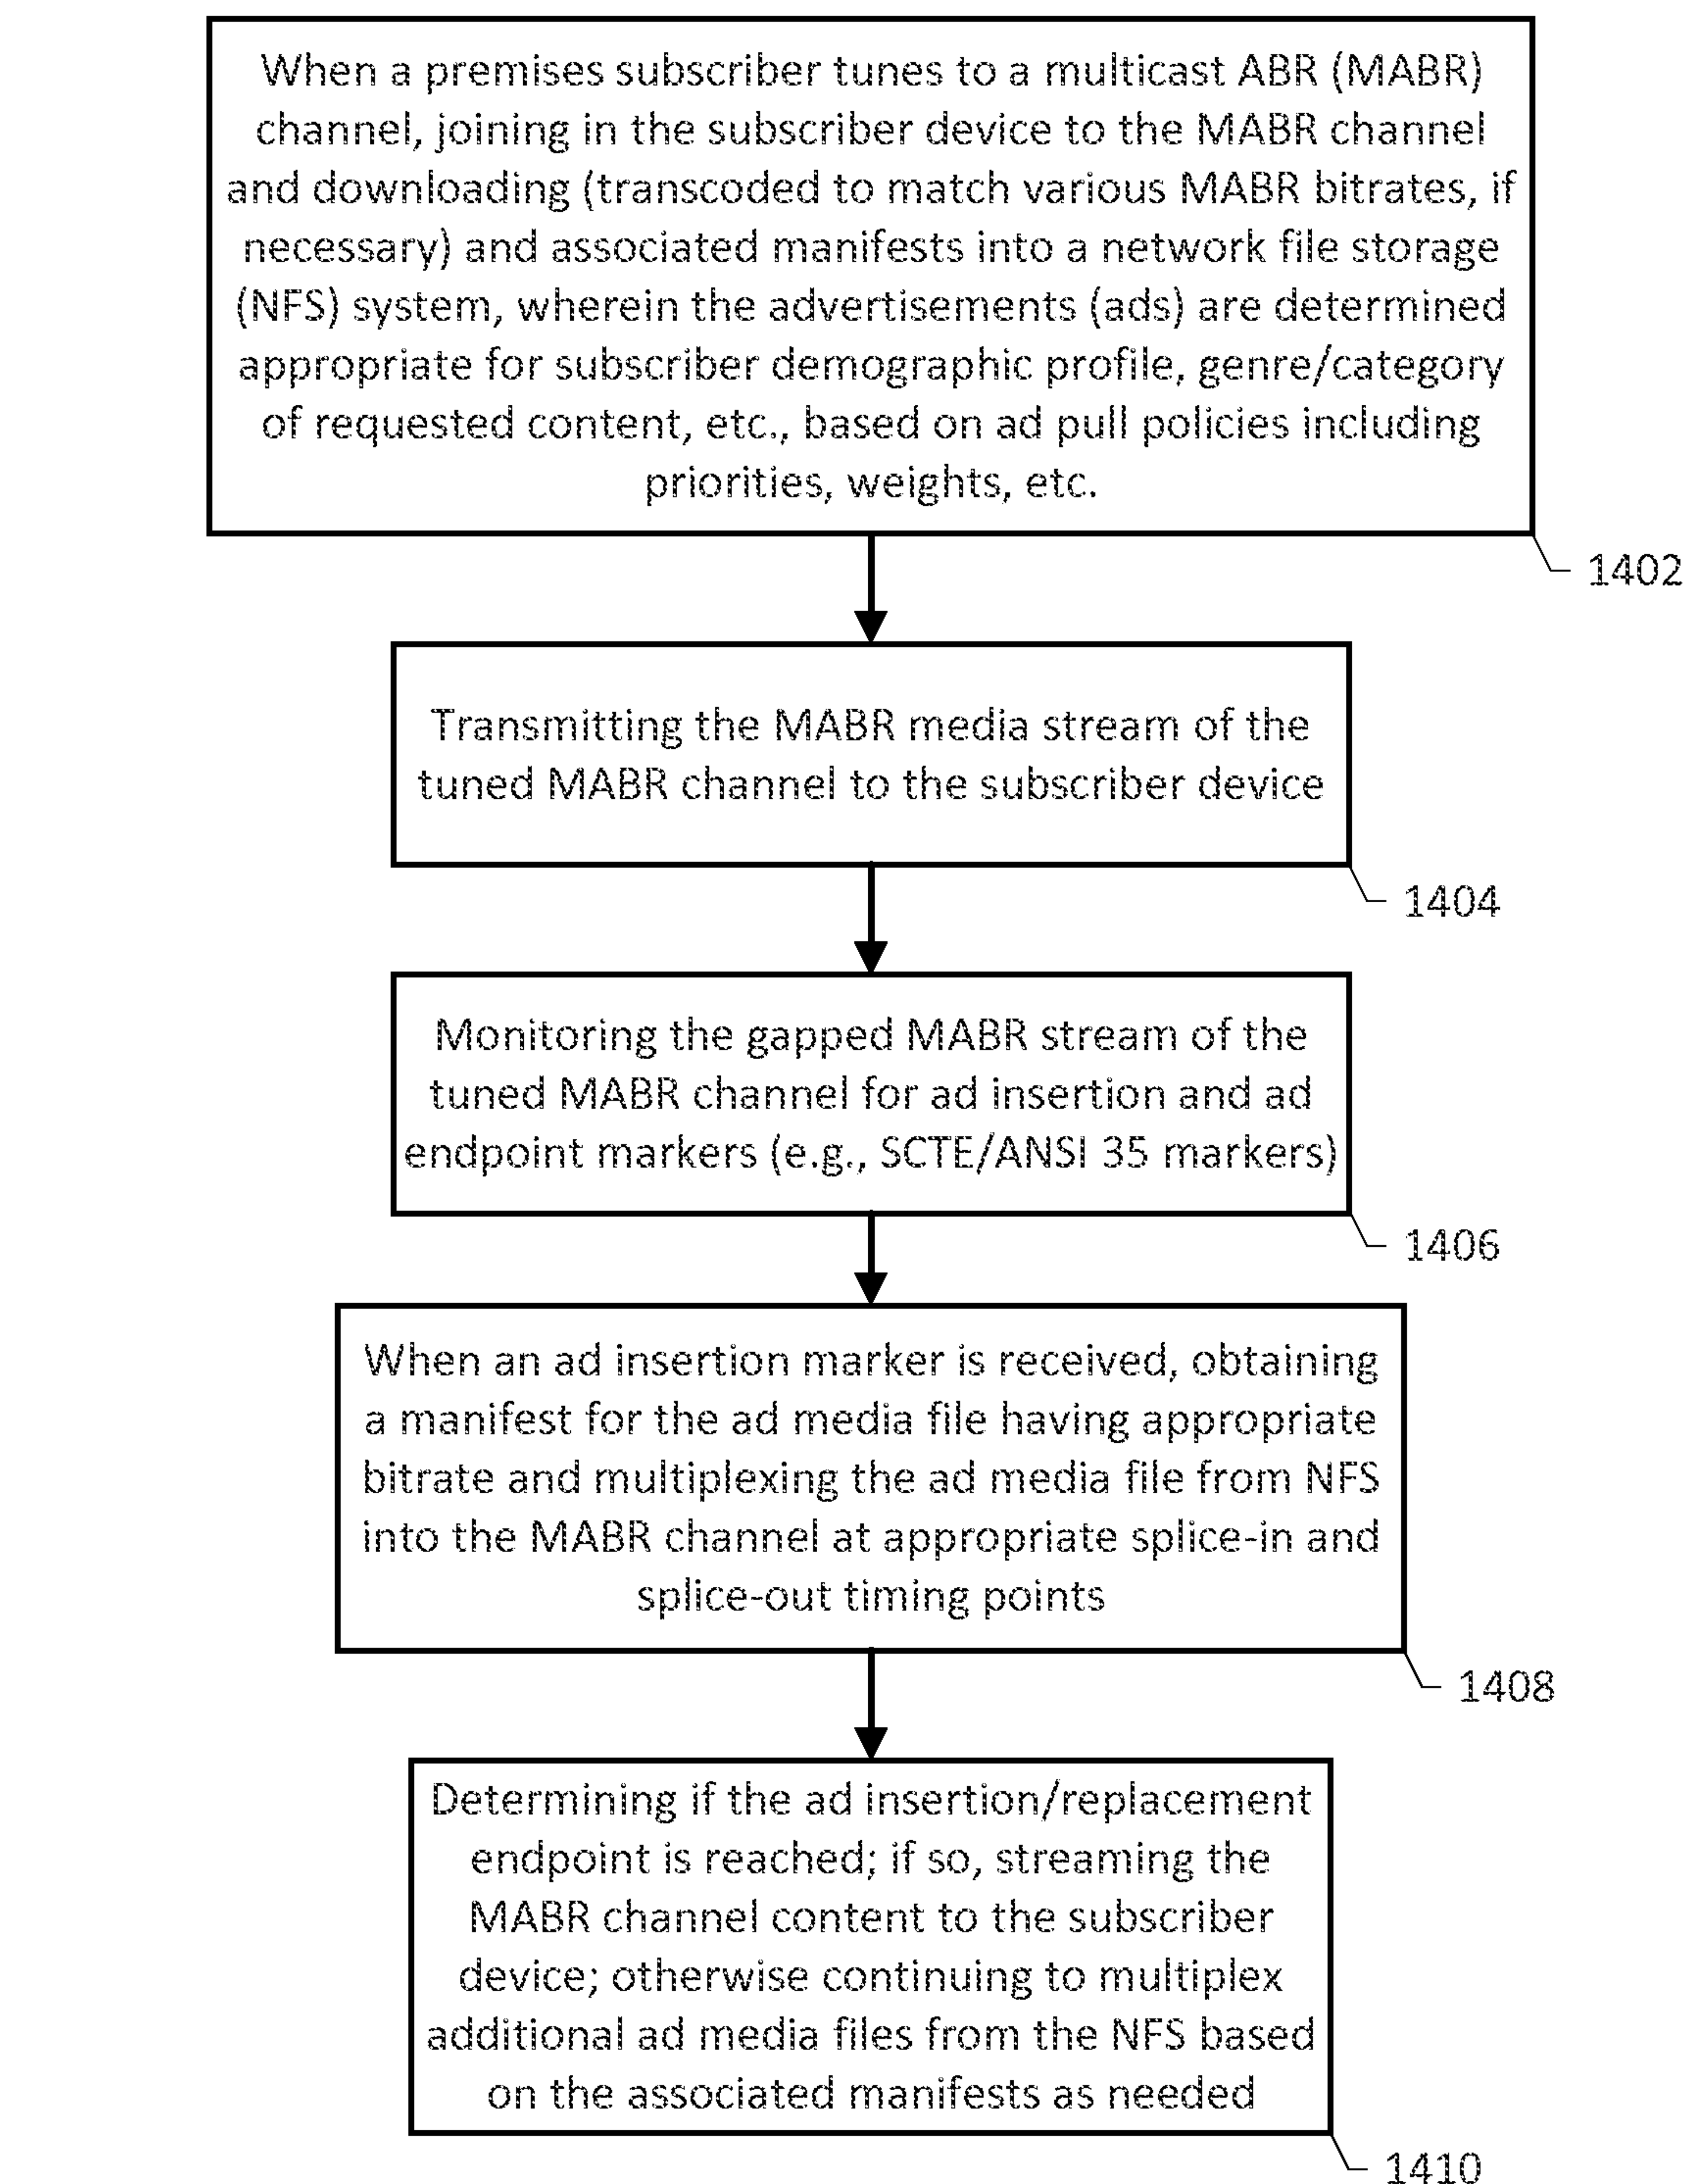 When a premises subscriber tunes to a multicast ABR (MABR)
channel, joining in the subscriber device to the MABR channel
and downloading (transcoded to match various MABR bitrates, if
necessary) and associated manifests into a network file storage
(NFS) system, wherein the advertisements (ads) are determined
appropriate for subscriber demographic profile, genre/category
of requested content, etc., based on ad pull policies including
priorities, weights, etc.
1402
Transmitting the MABR media stream of the
tuned MABR channel to the subscriber device
1404
Monitoring the gapped MABR stream of the
tuned MABR channel for ad insertion and ad
endpoint markers (e.g., SCTE/ANSI 35 markers)
1406
When an ad insertion marker is received, obtaining
a manifest for the ad media file having appropriate
bitrate and multiplexing the ad media file from NFS
into the MABR channel at appropriate splice-in and
splice-out timing points
1408
Determining if the ad insertion/replacement
endpoint is reached; if so, streaming the
MABR channel content to the subscriber
device; otherwise continuing to multiplex
additional ad media files from the NFS based
on the associated manifests as needed
1410